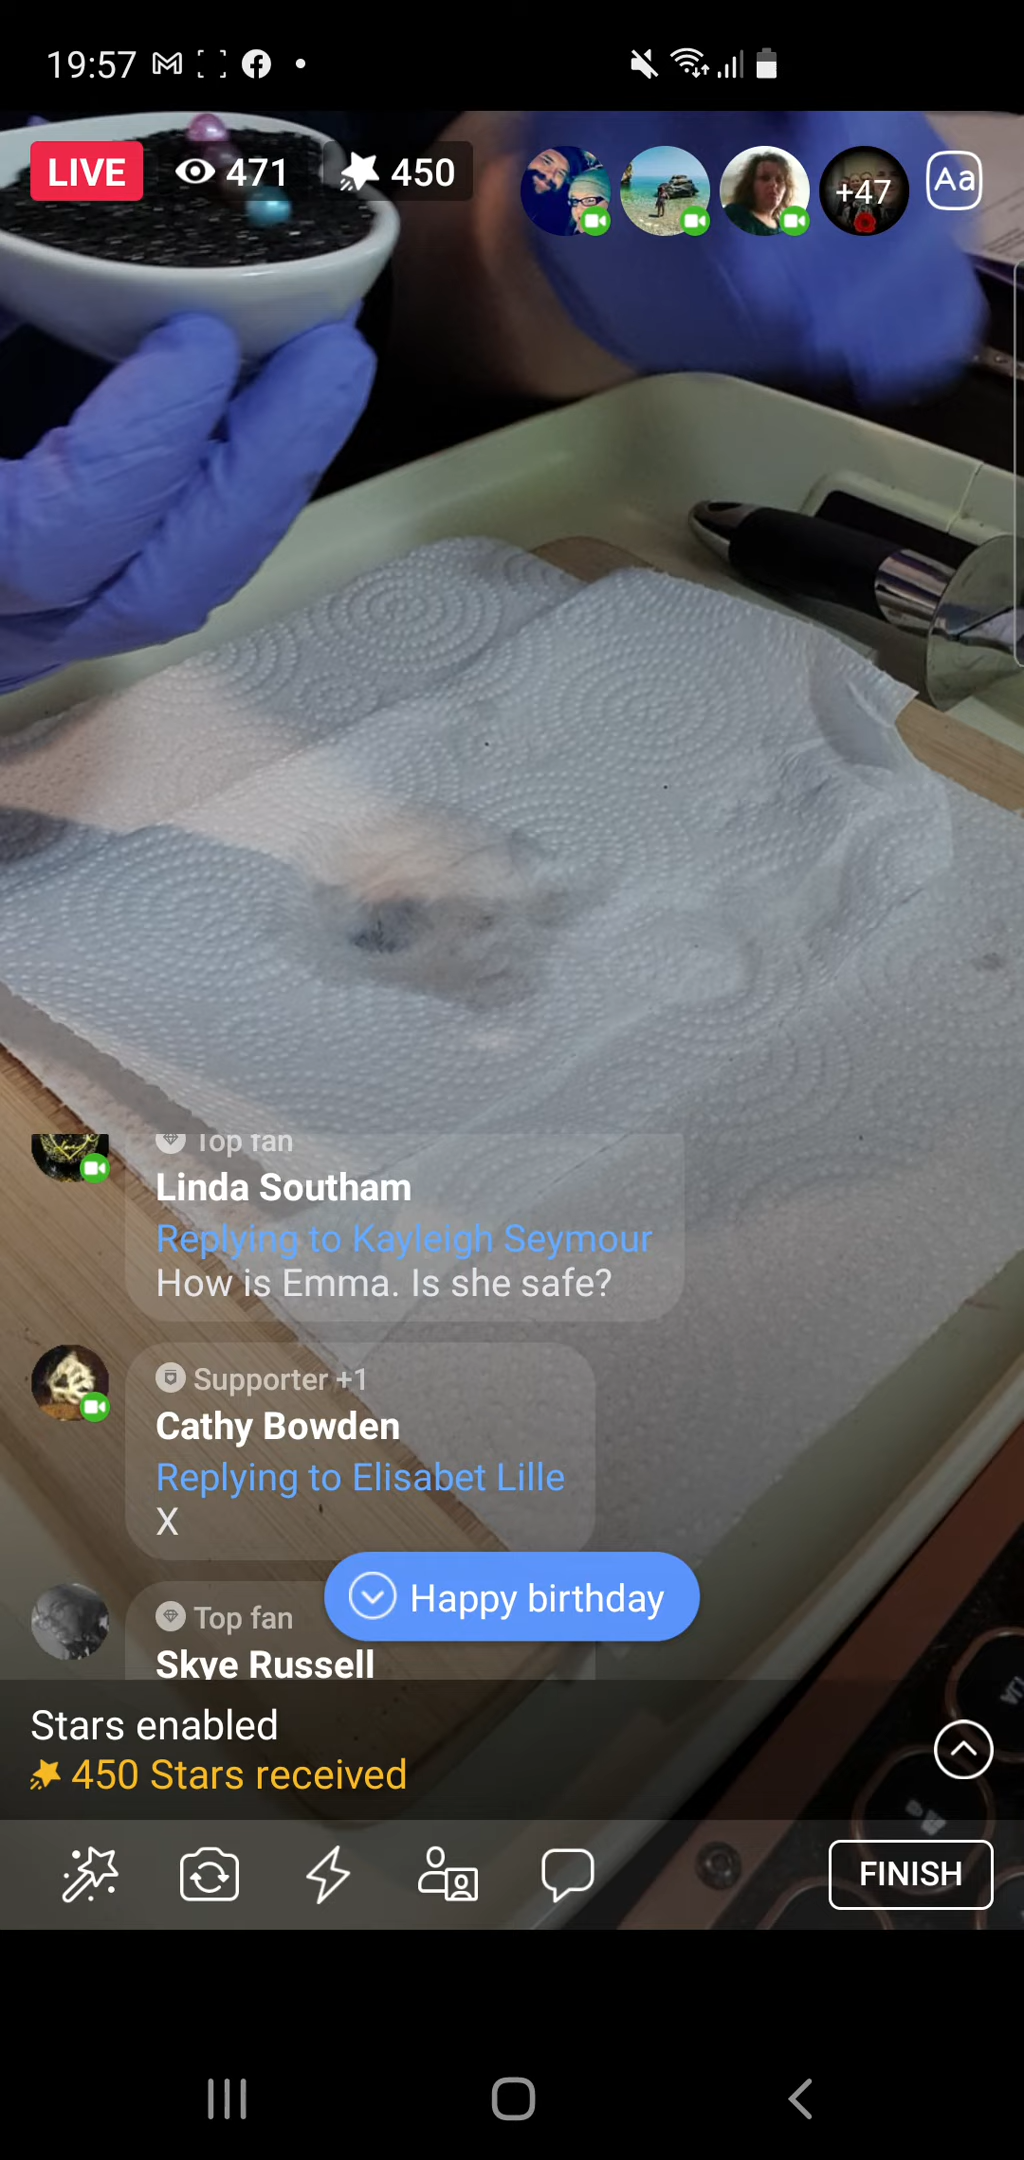 19:57
LIVE 471 450
+47
Aa
Top fan
Linda Southam
Replying to Kayleigh Seymour
How is Emma. Is she safe?
Supporter +1
Cathy Bowden
Replying to Elisabet Lille
X
Happy birthday
Top fan
Skye Russell
Stars enabled
450 Stars received
FINISH